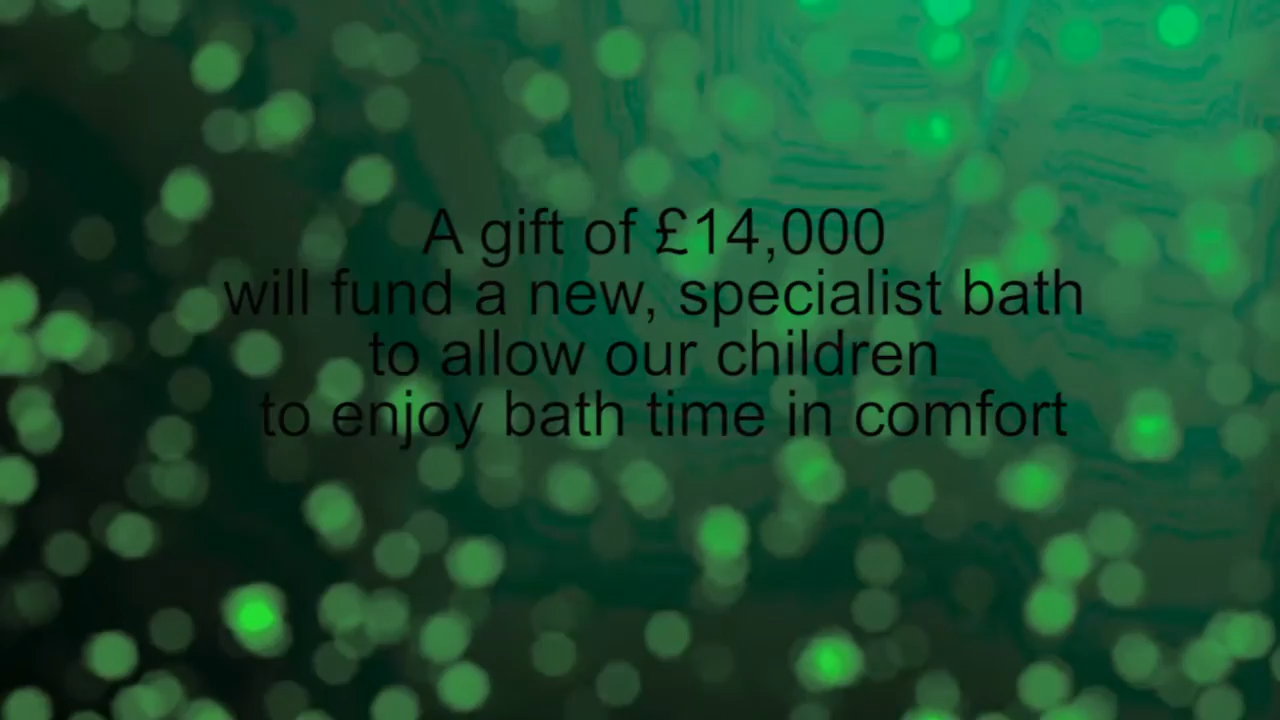 A gift of £14,000
will fund a new, specialist bath
to allow our children
to enjoy bath time in comfort